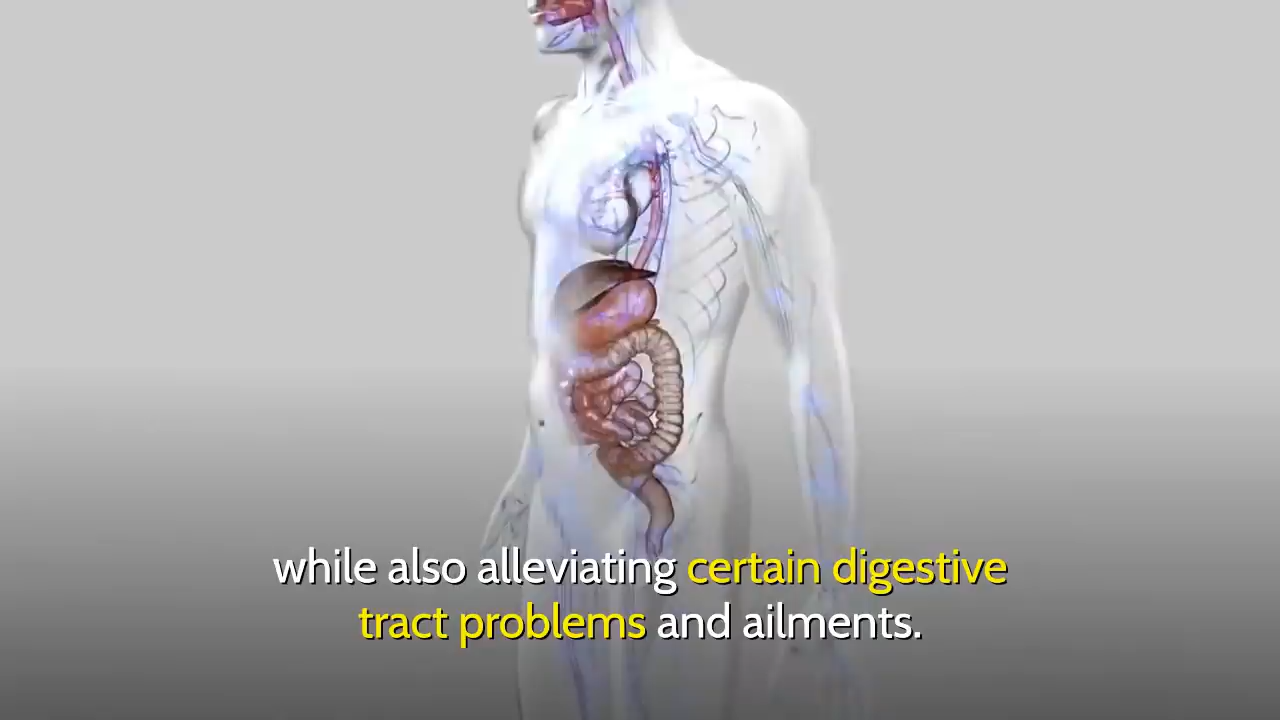 while also alleviating certain digestive
tract problems and ailments.